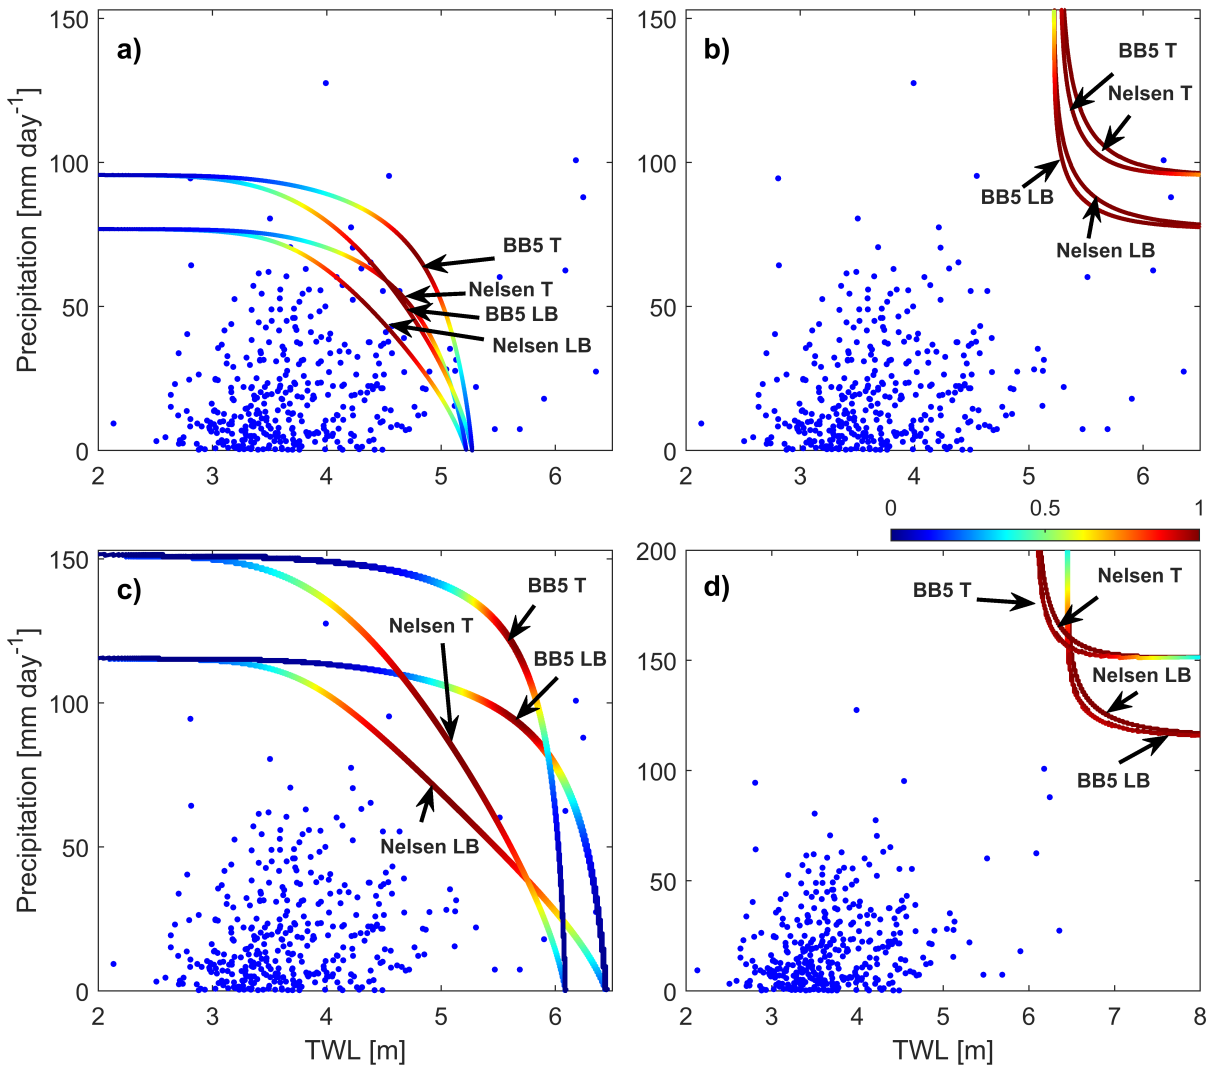 a)
150
100
50
0
Precipitation [mm day-1]
BB5 T
Nelsen T
BB5 LB
Nelsen LB
2 3 4 5 6
b)
150
100
50
0
BB5 T
Nelsen T
BB5 LB
Nelsen LB
2 3 4 5 6
0 0.5 1
c)
150
100
50
0
Precipitation [mm day-1]
BB5 T
Nelsen T
BB5 LB
Nelsen LB
2 3 4 5 6
TWL [m]
d)
200
150
100
50
0
BB5 T
Nelsen T
Nelsen LB
BB5 LB
2 3 4 5 6 7 8
TWL [m]